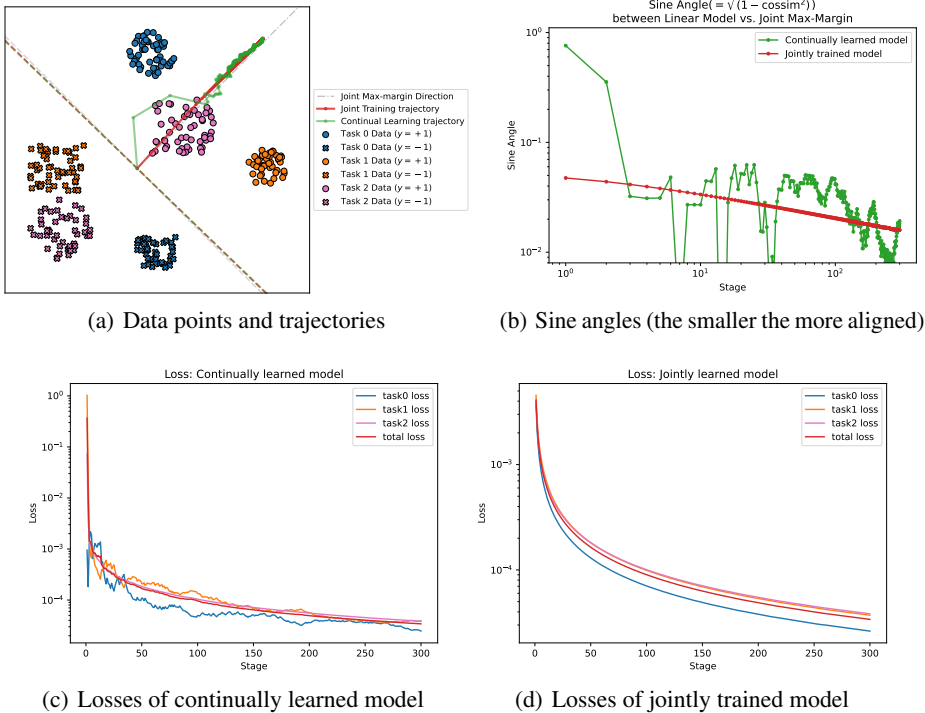 Joint Max-margin Direction
Joint Training trajectory
Continual Learning trajectory
Task 0 Data (y = +1)
Task 0 Data (y = −1)
Task 1 Data (y = +1)
Task 1 Data (y = −1)
Task 2 Data (y = +1)
Task 2 Data (y = −1)
(a) Data points and trajectories
Sine Angle(= √(1 − cossim²))
between Linear Model vs. Joint Max-Margin
Continually learned model
Jointly trained model
10⁰
10⁻¹
10⁻²
Sine Angle
10⁰ 10¹ 10²
Stage
(b) Sine angles (the smaller the more aligned)
Loss: Continually learned model
task0 loss
task1 loss
task2 loss
total loss
10⁰
10⁻¹
10⁻²
10⁻³
10⁻⁴
Loss
0 50 100 150 200 250 300
Stage
(c) Losses of continually learned model
Loss: Jointly learned model
task0 loss
task1 loss
task2 loss
total loss
10⁻³
10⁻⁴
Loss
0 50 100 150 200 250 300
Stage
(d) Losses of jointly trained model